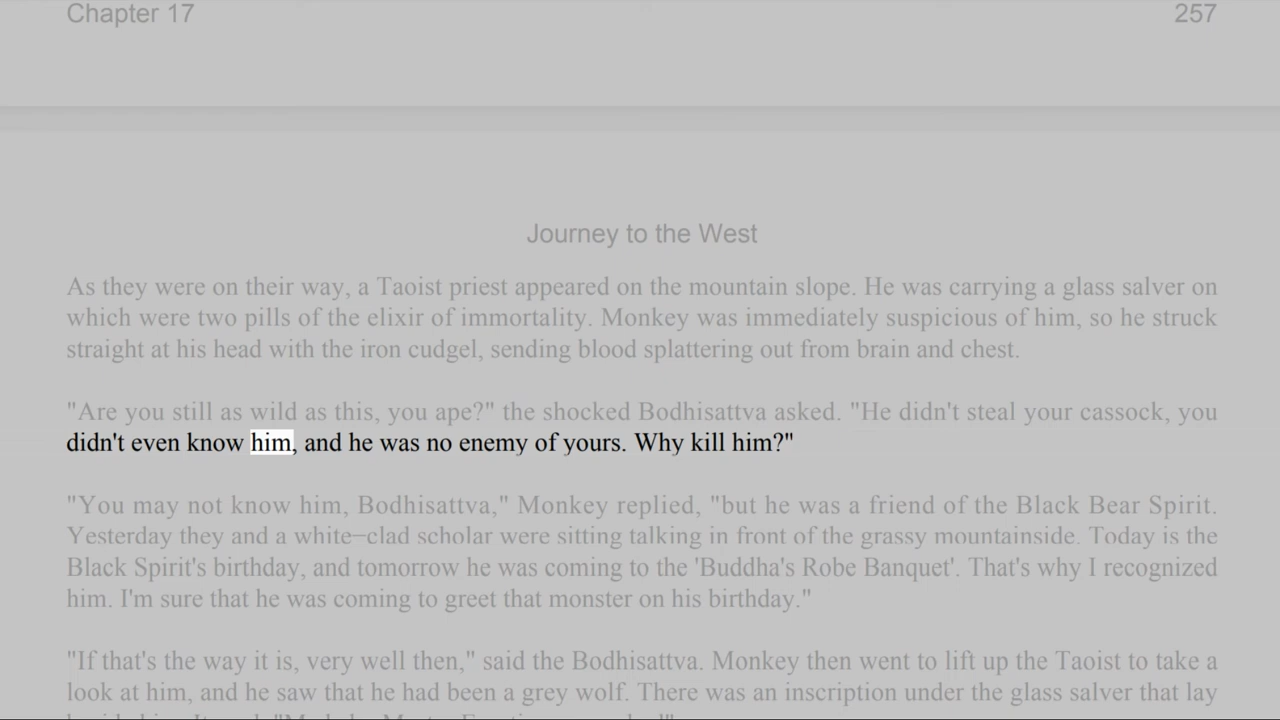 Chapter 17 257
Journey to the West
As they were on their way, a Taoist priest appeared on the mountain slope. He was carrying a glass salver on
which were two pills of the elixir of immortality. Monkey was immediately suspicious of him, so he struck
straight at his head with the iron cudgel, sending blood splattering out from brain and chest.
"Are you still as wild as this, you ape?" the shocked Bodhisattva asked. "He didn't steal your cassock, you
didn't even know him, and he was no enemy of yours. Why kill him?"
"You may not know him, Bodhisattva," Monkey replied, "but he was a friend of the Black Bear Spirit.
Yesterday they and a white−clad scholar were sitting talking in front of the grassy mountainside. Today is the
Black Spirit's birthday, and tomorrow he was coming to the 'Buddha's Robe Banquet'. That's why I recognized
him. I'm sure that he was coming to greet that monster on his birthday."
"If that's the way it is, very well then," said the Bodhisattva. Monkey then went to lift up the Taoist to take a
look at him, and he saw that he had been a grey wolf. There was an inscription under the glass salver that lay